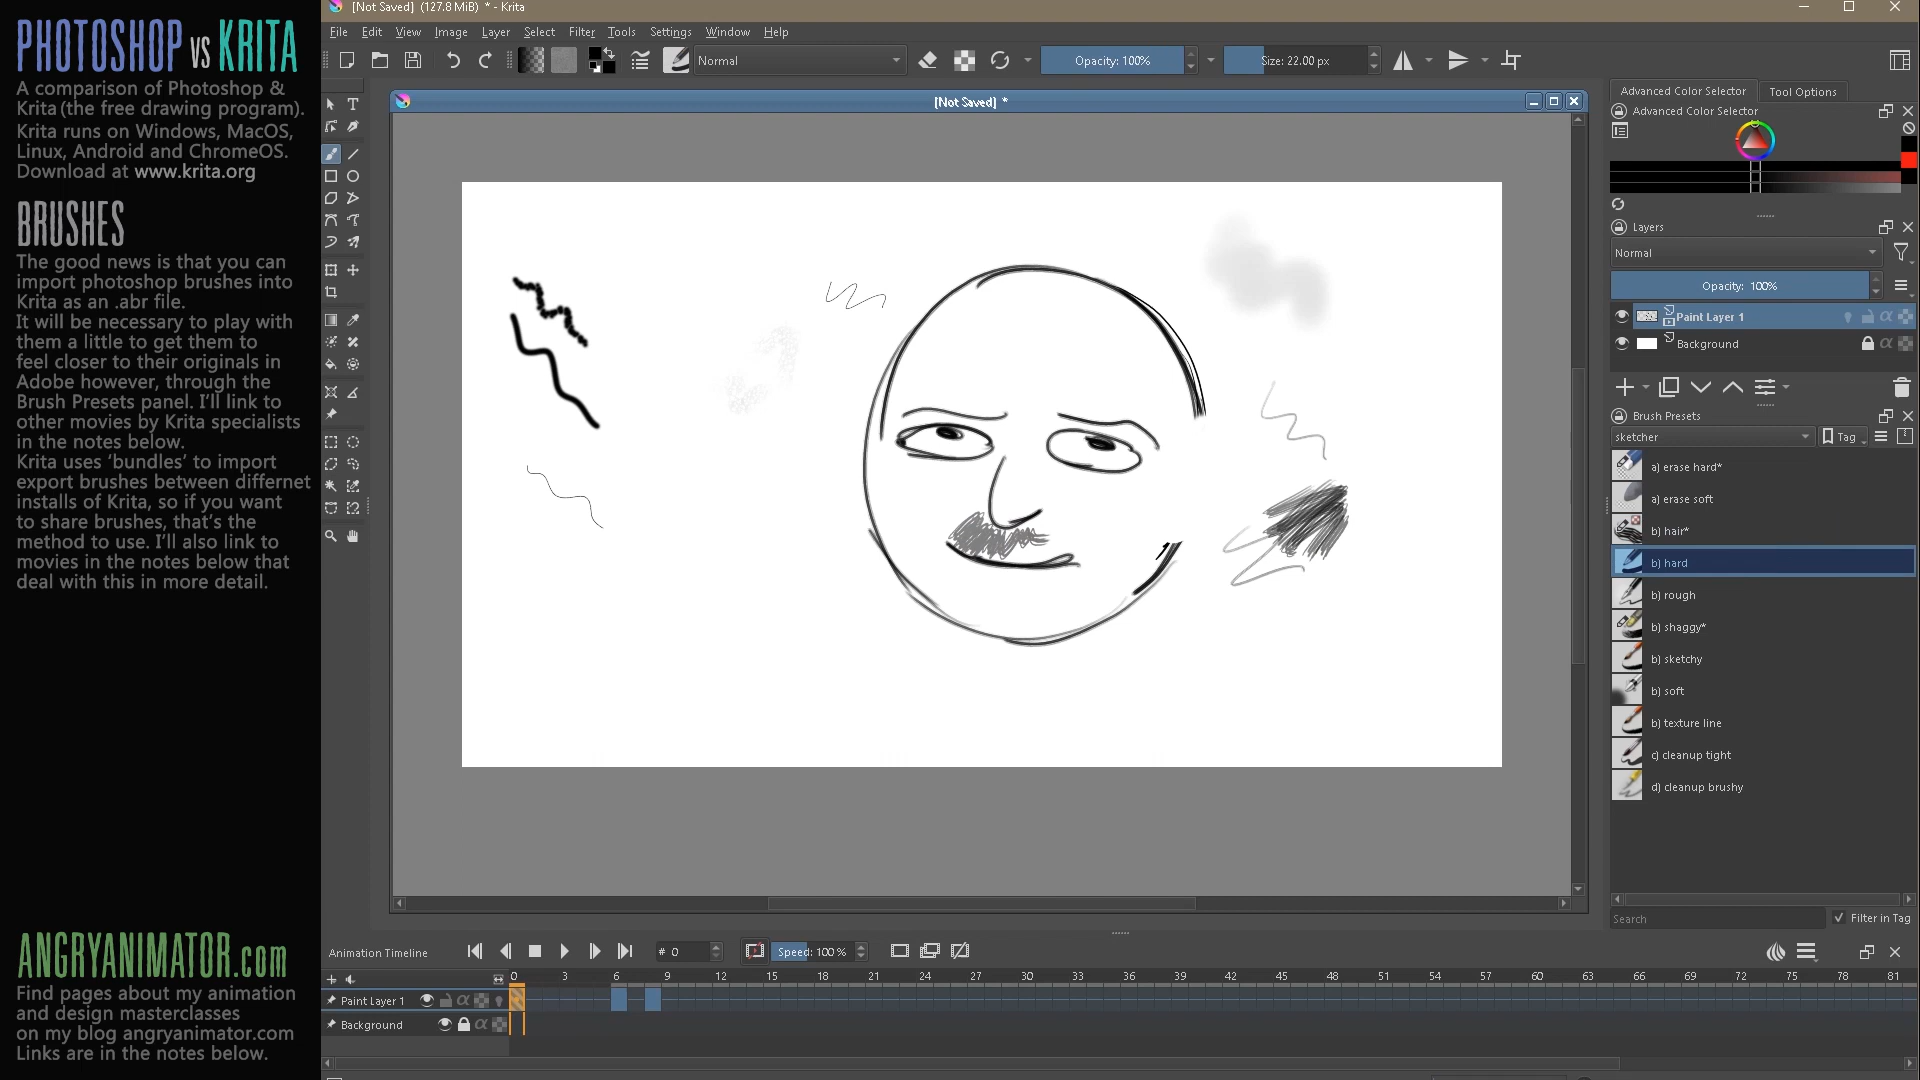 PHOTOSHOP vs KRITA
A comparison of Photoshop &
Krita (the free drawing program).
Krita runs on Windows, MacOS,
Linux, Android and ChromeOS.
Download at www.krita.org
BRUSHES
The good news is that you can
import photoshop brushes into
Krita as an .abr file.
It will be necessary to play with
them a little to get them to
feel closer to their originals in
Adobe however, through the
Brush Presets panel. I'll link to
other movies by Krita specialists
in the notes below.
Krita uses 'bundles' to import
export brushes between differnet
installs of Krita, so if you want
to share brushes, that's the
method to use. I'll also link to
movies in the notes below that
deal with this in more detail.
ANGRYANIMATOR.com
Find pages about my animation
and design masterclasses
on my blog angryanimator.com
Links are in the notes below.
[Not Saved] (127.8 MiB) * - Krita
File Edit View Image Layer Select Filter Tools Settings Window Help
Normal
Opacity: 100%
Size: 22.00 px
[Not Saved] *
Advanced Color Selector
Tool Options
Advanced Color Selector
Layers
Normal
Opacity: 100%
Paint Layer 1
Background
Brush Presets
sketcher
Tag
a) erase hard*
a) erase soft
b) hair*
b) hard
b) rough
b) shaggy*
b) sketchy
b) soft
b) texture line
c) cleanup tight
d) cleanup brushy
Search
Filter in Tag
Animation Timeline
# 0
Speed: 100 %
0 3 6 9 12 15 18 21 24 27 30 33 36 39 42 45 48 51 54 57 60 63 66 69 72 75 78 81
Paint Layer 1
Background